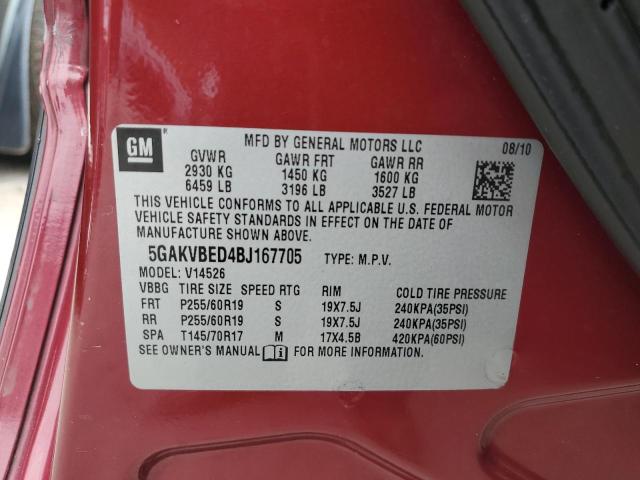 GM
MFD BY GENERAL MOTORS LLC 08/10
GVWR GAWR FRT GAWR RR
2930 KG 1450 KG 1600 KG
6459 LB 3196 LB 3527 LB
THIS VEHICLE CONFORMS TO ALL APPLICABLE U.S. FEDERAL MOTOR
VEHICLE SAFETY STANDARDS IN EFFECT ON THE DATE OF
MANUFACTURE SHOWN ABOVE.
5GAKVBED4BJ167705 TYPE: M.P.V.
MODEL: V14526
VBBG TIRE SIZE SPEED RTG RIM COLD TIRE PRESSURE
FRT P255/60R19 S 19X7.5J 240KPA(35PSI)
RR P255/60R19 S 19X7.5J 240KPA(35PSI)
SPA T145/70R17 M 17X4.5B 420KPA(60PSI)
SEE OWNER'S MANUAL FOR MORE INFORMATION.